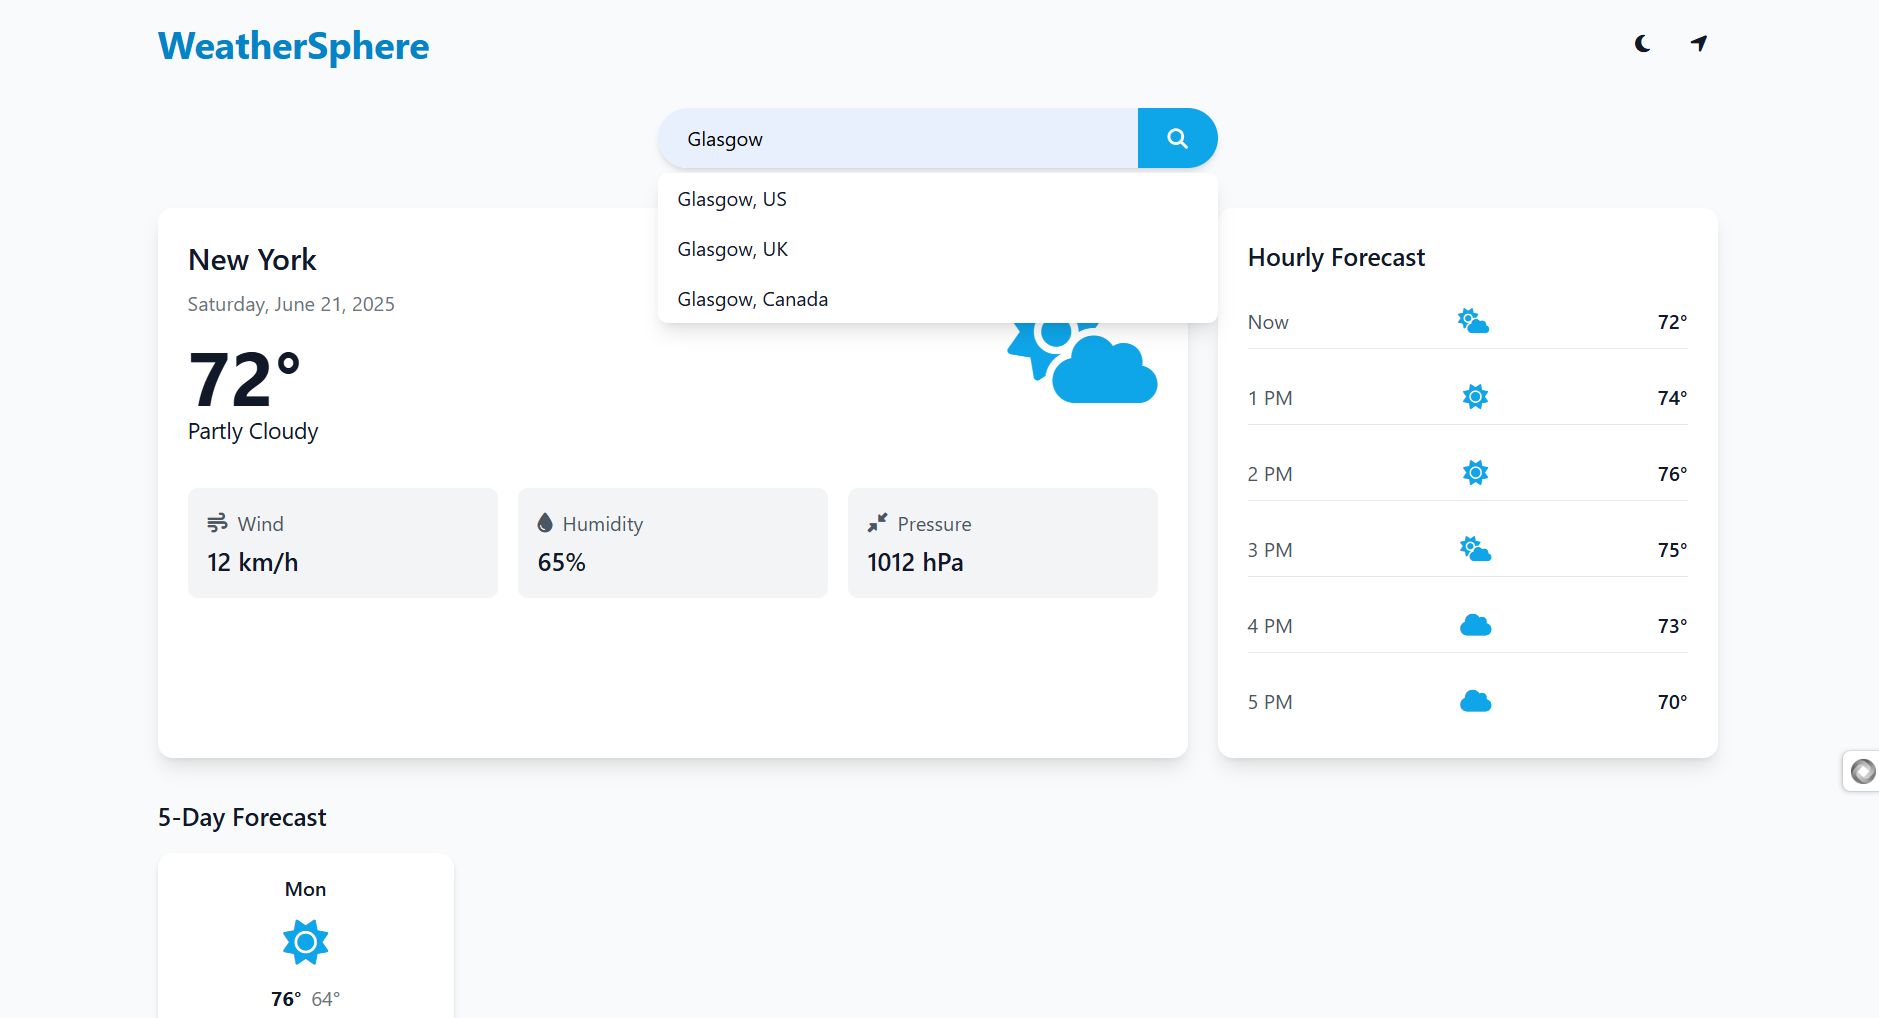 WeatherSphere
Glasgow
Glasgow, US
Glasgow, UK
Glasgow, Canada
New York
Saturday, June 21, 2025
72°
Partly Cloudy
Wind
12 km/h
Humidity
65%
Pressure
1012 hPa
Hourly Forecast
Now 72°
1 PM 74°
2 PM 76°
3 PM 75°
4 PM 73°
5 PM 70°
5-Day Forecast
Mon
76° 64°